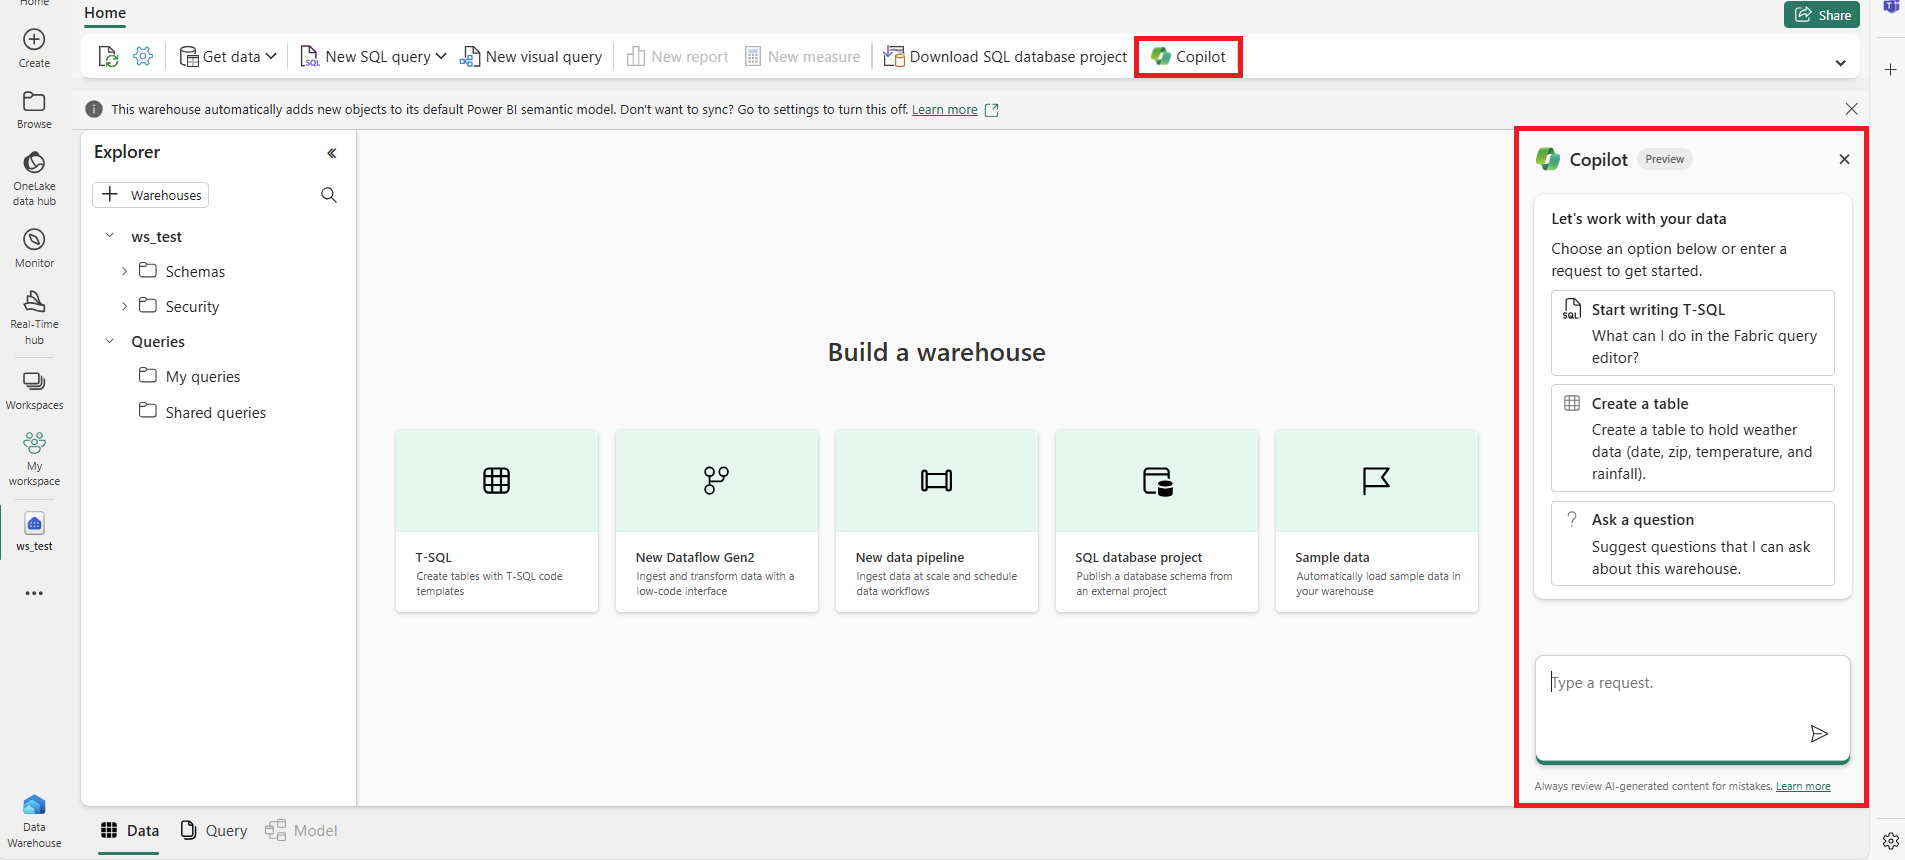 Home
Create
Browse
OneLake
data hub
Monitor
Real-Time
hub
Workspaces
My
workspace
ws_test
Data
Warehouse
Home
Share
Get data
SQL
New SQL query
New visual query
New report
New measure
Download SQL database project
Copilot
This warehouse automatically adds new objects to its default Power BI semantic model. Don't want to sync? Go to settings to turn this off. Learn more
Explorer
Warehouses
ws_test
Schemas
Security
Queries
My queries
Shared queries
Build a warehouse
T-SQL
Create tables with T-SQL code
templates
New Dataflow Gen2
Ingest and transform data with a
low-code interface
New data pipeline
Ingest data at scale and schedule
data workflows
SQL database project
Publish a database schema from
an external project
Sample data
Automatically load sample data in
your warehouse
Copilot Preview
Let's work with your data
Choose an option below or enter a
request to get started.
SQL
Start writing T-SQL
What can I do in the Fabric query
editor?
Create a table
Create a table to hold weather
data (date, zip, temperature, and
rainfall).
? Ask a question
Suggest questions that I can ask
about this warehouse.
Type a request.
Always review AI-generated content for mistakes. Learn more
Data
Query
Model